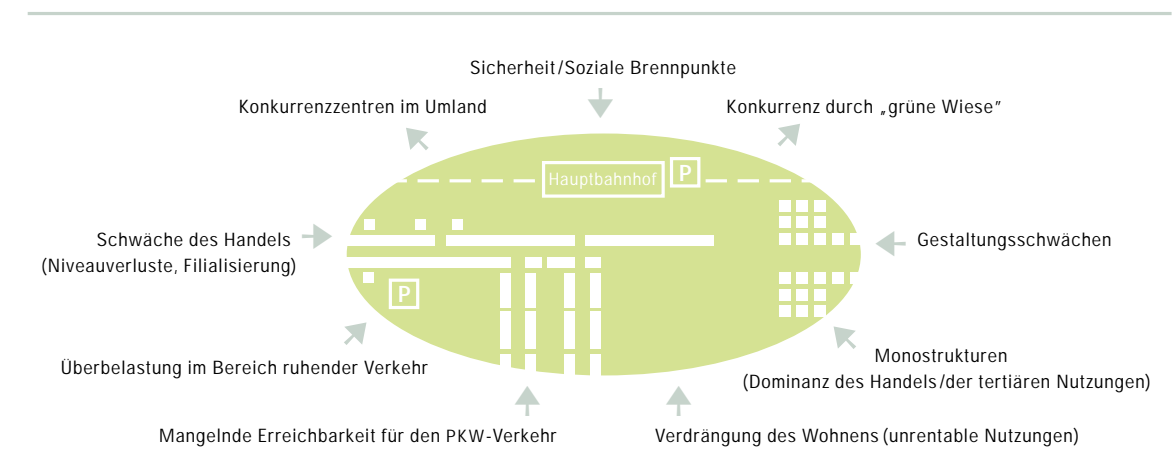 Sicherheit/Soziale Brennpunkte
Konkurrenzzentren im Umland
Konkurrenz durch „grüne Wiese”
Hauptbahnhof
P
Schwäche des Handels
(Niveauverluste, Filialisierung)
Gestaltungsschwächen
P
Überbelastung im Bereich ruhender Verkehr
Monostrukturen
(Dominanz des Handels/der tertiären Nutzungen)
Mangelnde Erreichbarkeit für den PKW-Verkehr
Verdrängung des Wohnens (unrentable Nutzungen)